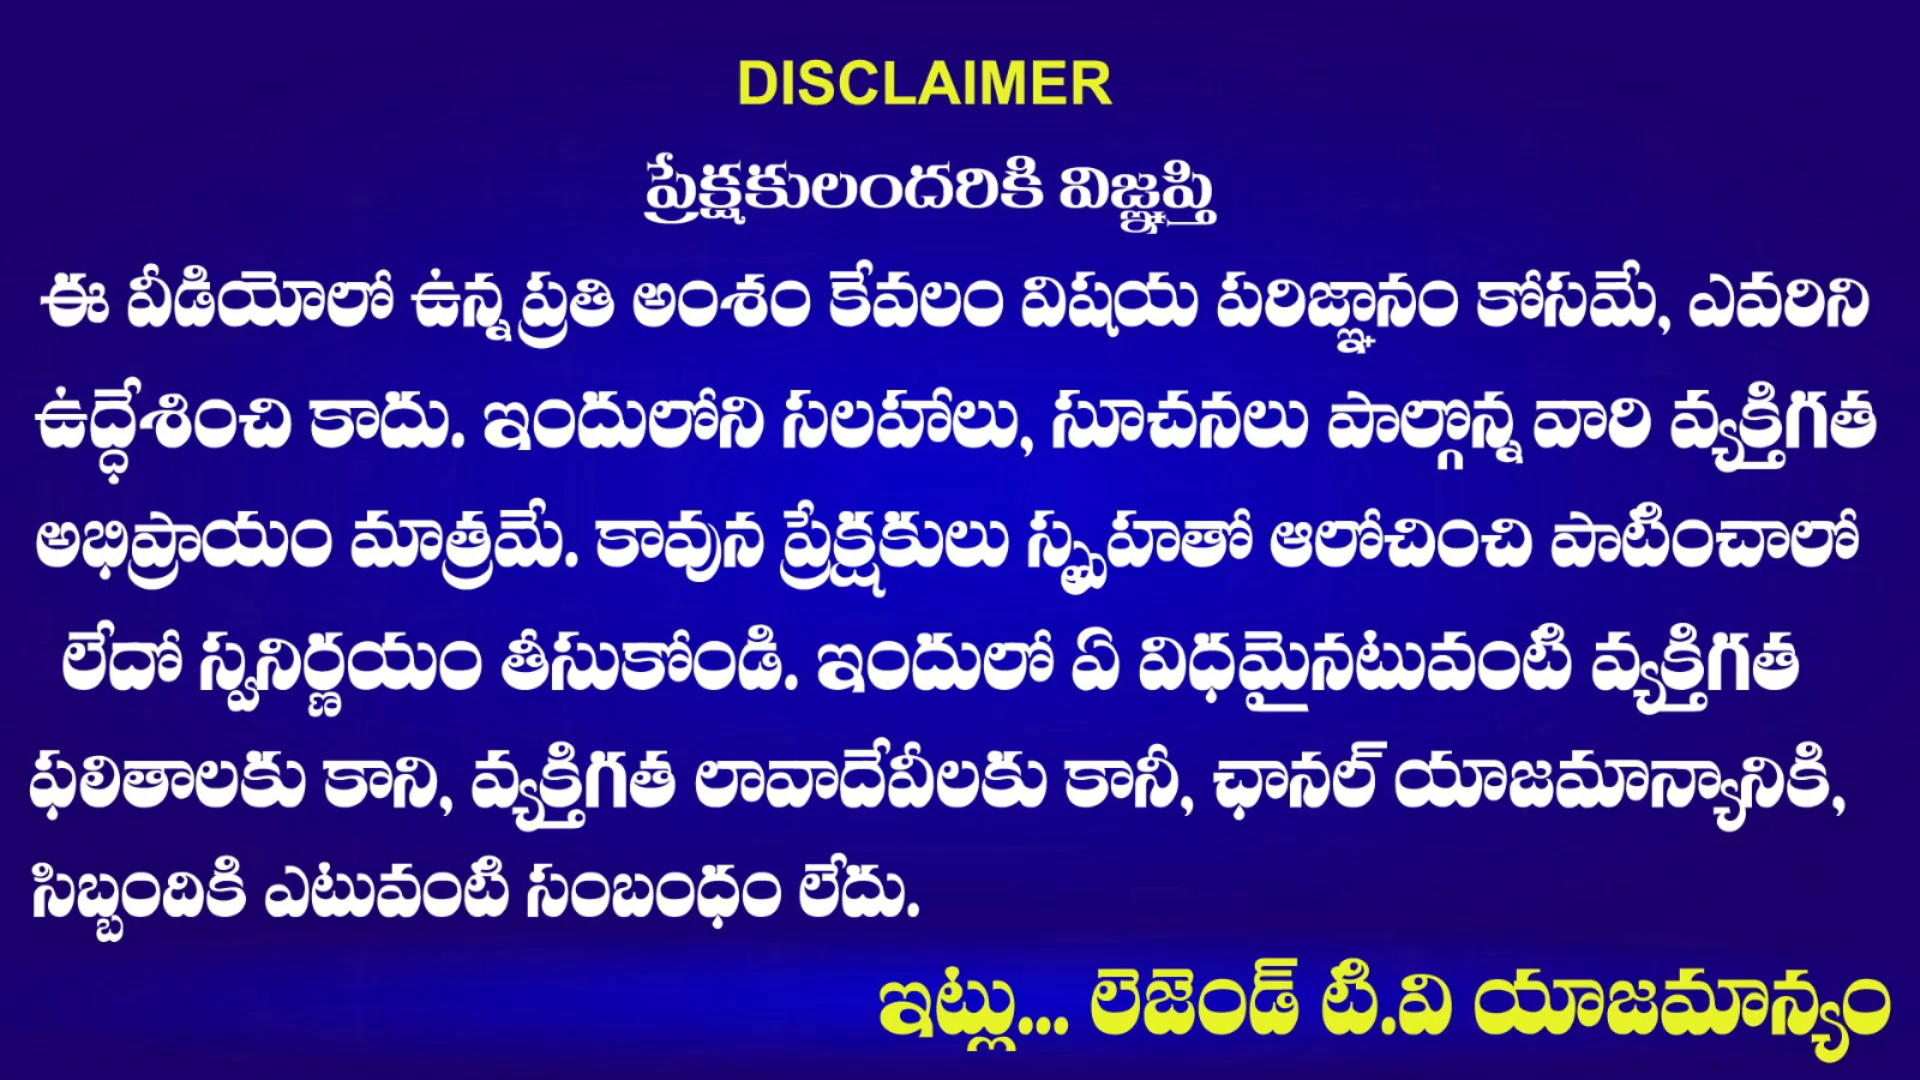 DISCLAIMER
ప్రేక్షకులందరికి విజ్ఞప్తి
ఈ వీడియోలో ఉన్న ప్రతి అంశం కేవలం విషయ పరిజ్ఞానం కోసమే, ఎవరిని
ఉద్ధేశించి కాదు. ఇందులోని సలహాలు, సూచనలు పాల్గొన్న వారి వ్యక్తిగత
అభిప్రాయం మాత్రమే. కావున ప్రేక్షకులు స్పృహతో ఆలోచించి పాటించాలో
లేదో స్వనిర్ణయం తీసుకోండి. ఇందులో ఏ విధమైనటువంటి వ్యక్తిగత
ఫలితాలకు కాని, వ్యక్తిగత లావాదేవీలకు కానీ, ఛానల్ యాజమాన్యానికి,
సిబ్బందికి ఎటువంటి సంబంధం లేదు.
ఇట్లు... లెజెండ్ టి.వి యాజమాన్యం